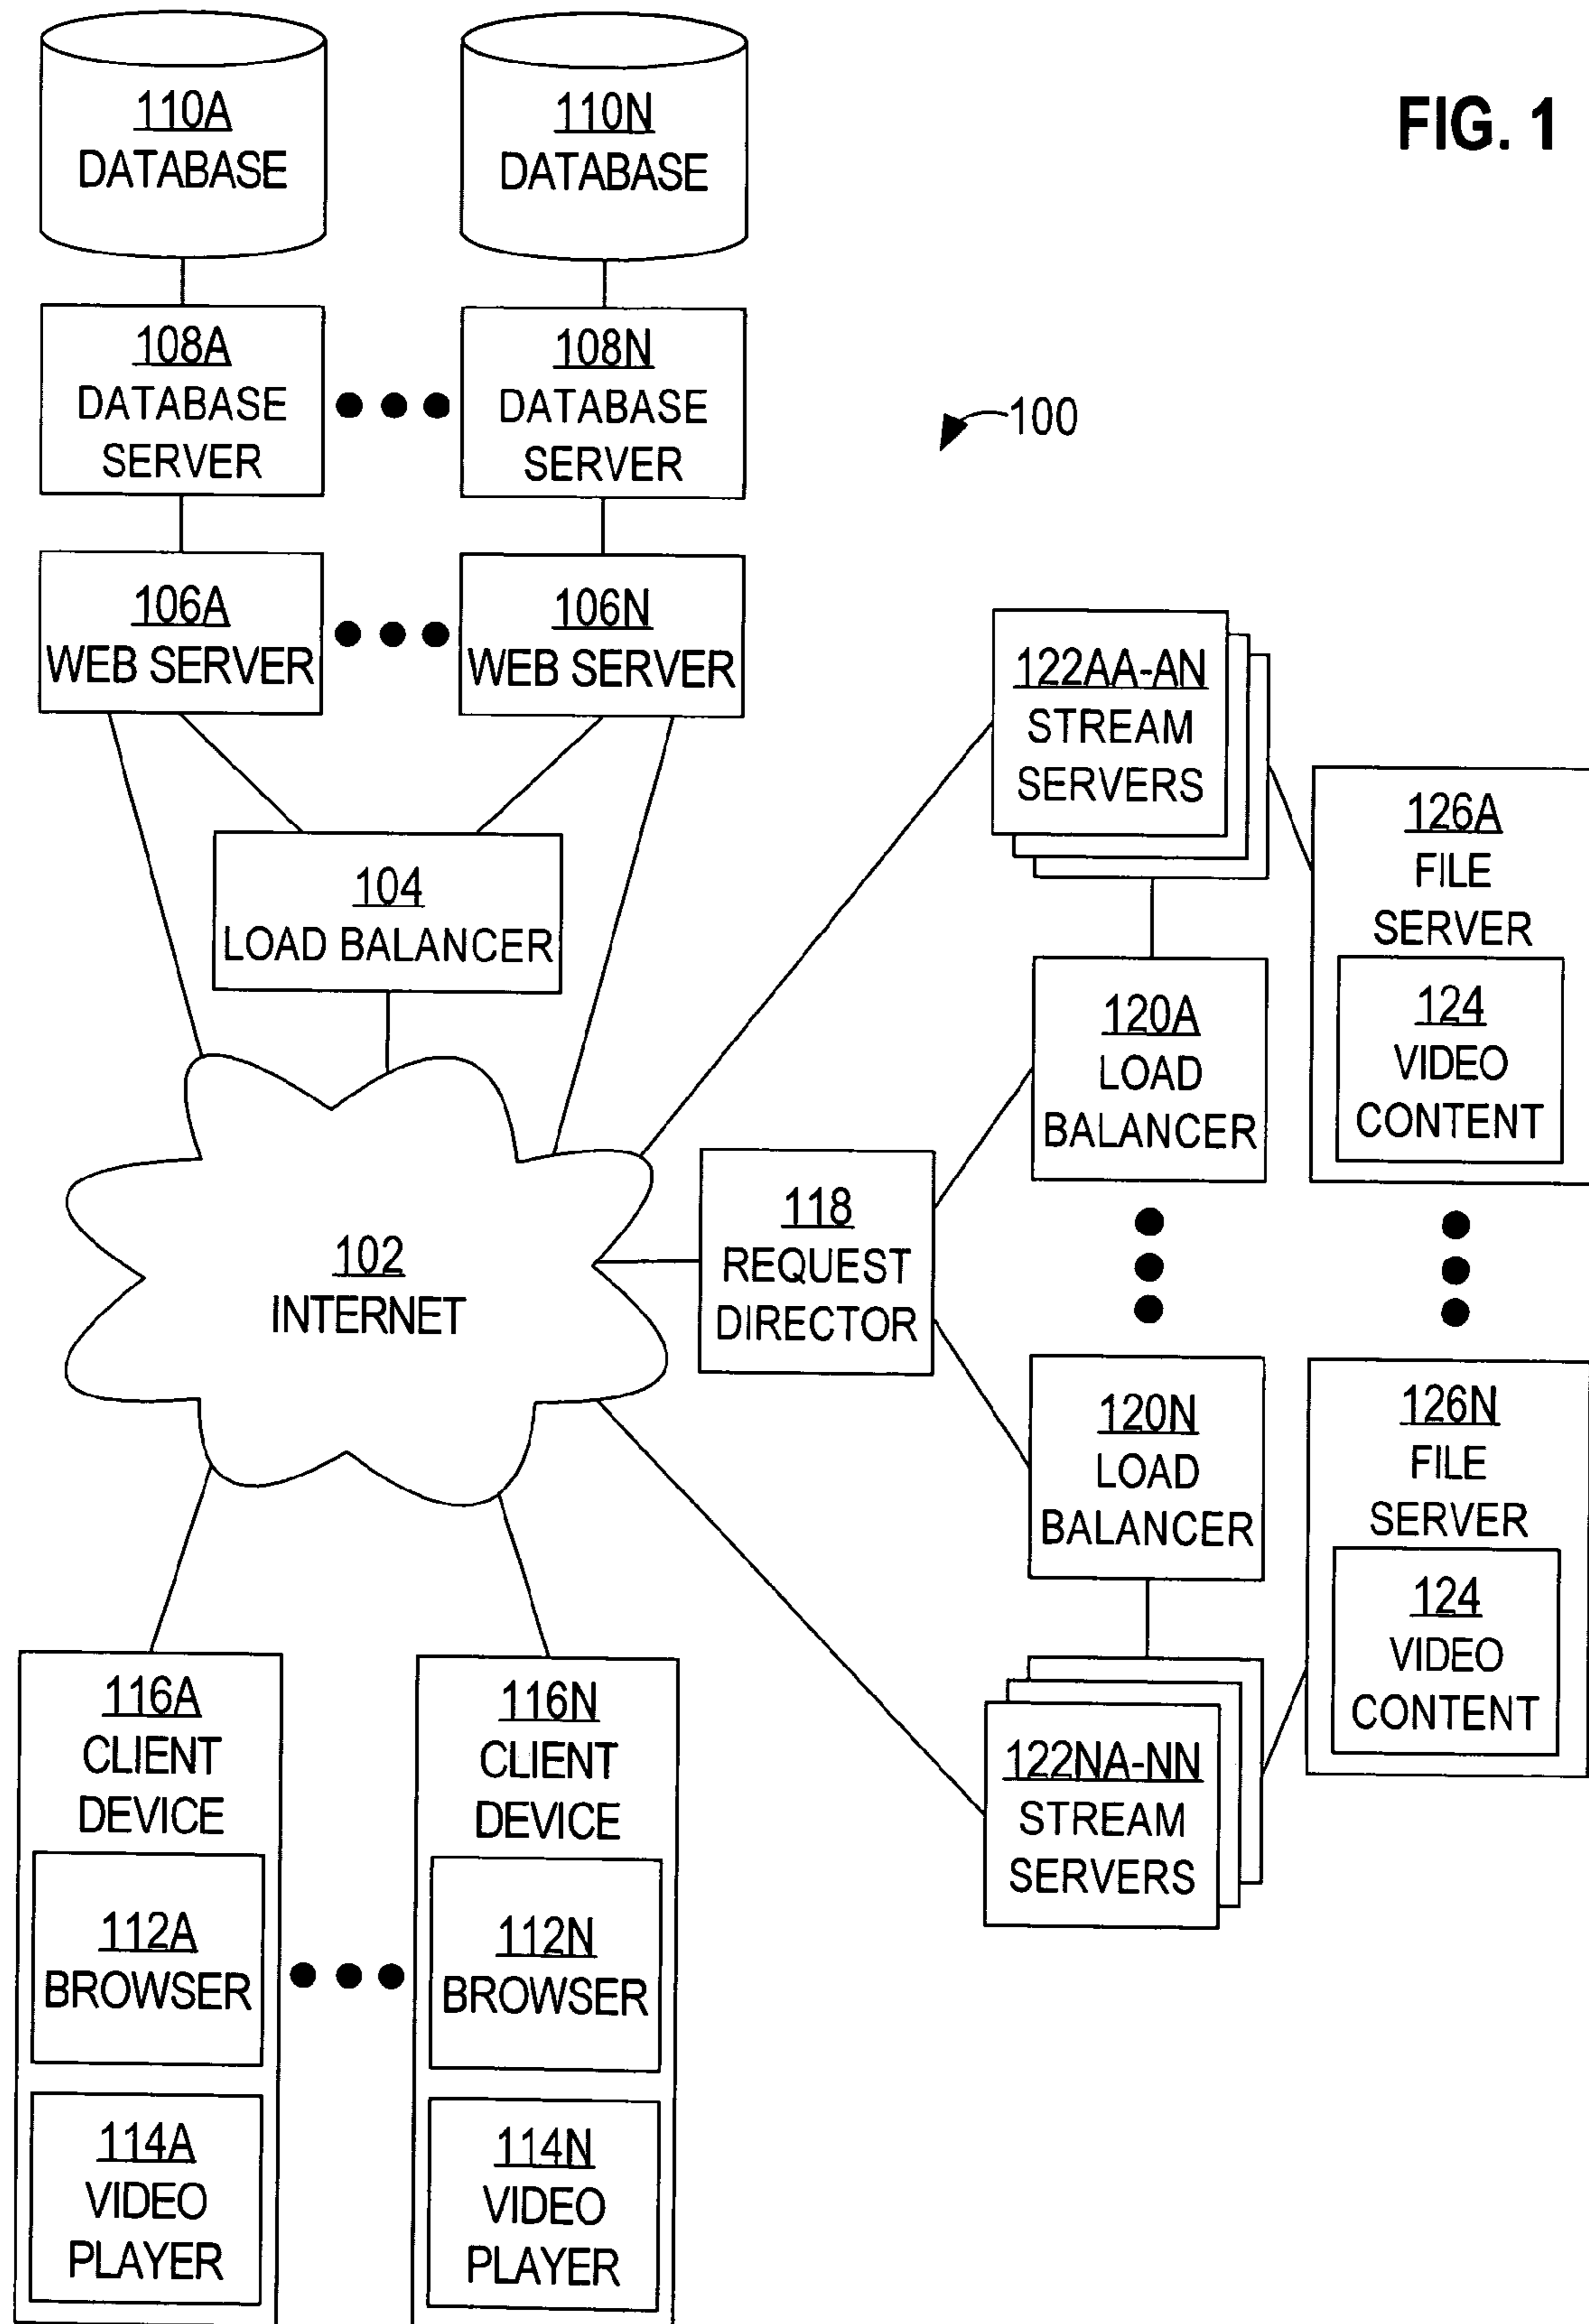 FIG. 1
110A
DATABASE
110N
DATABASE
108A
DATABASE
SERVER
108N
DATABASE
SERVER
100
106A
WEB SERVER
106N
WEB SERVER
104
LOAD BALANCER
102
INTERNET
118
REQUEST
DIRECTOR
122AA-AN
STREAM
SERVERS
120A
LOAD
BALANCER
126A
FILE
SERVER
124
VIDEO
CONTENT
120N
LOAD
BALANCER
126N
FILE
SERVER
124
VIDEO
CONTENT
122NA-NN
STREAM
SERVERS
116A
CLIENT
DEVICE
112A
BROWSER
114A
VIDEO
PLAYER
116N
CLIENT
DEVICE
112N
BROWSER
114N
VIDEO
PLAYER